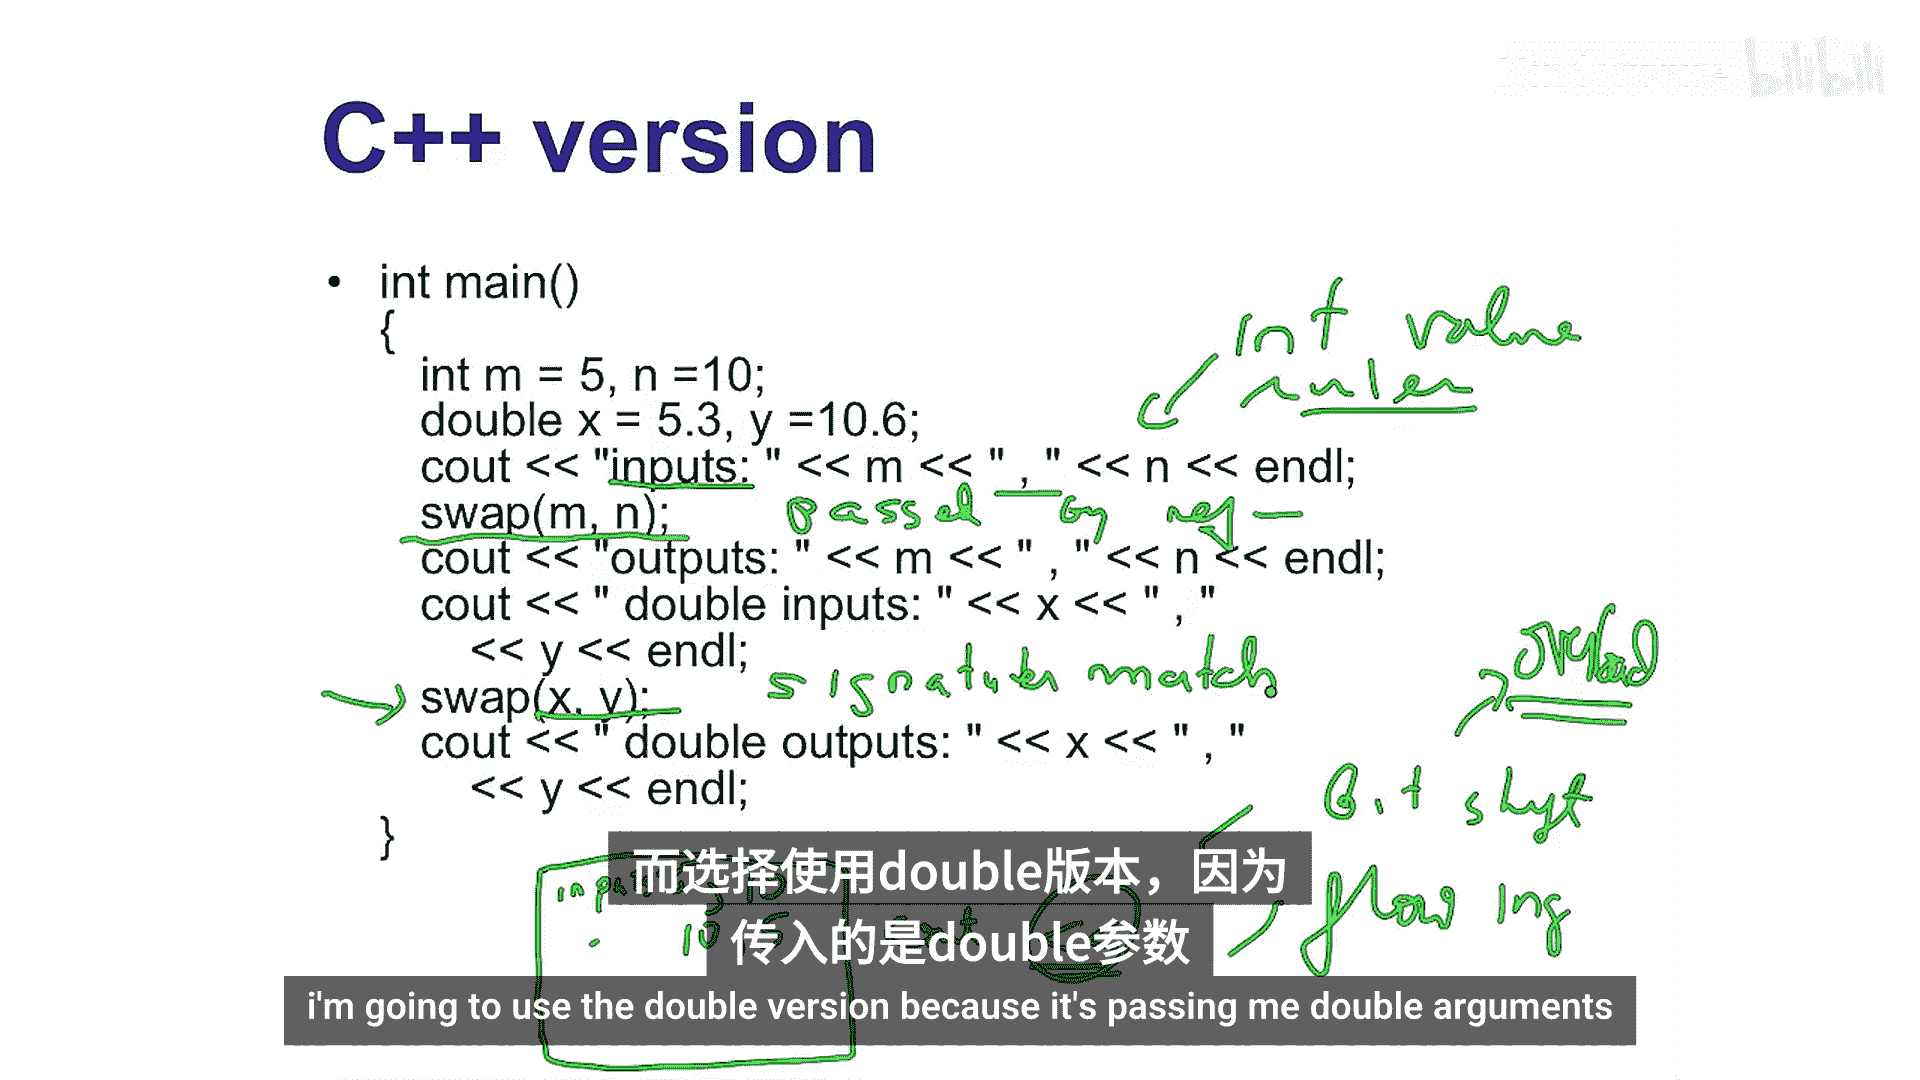 bilibili
C++ version
• int main()
{
int m = 5, n =10;
double x = 5.3, y =10.6;
cout << "inputs: " << m << " , " << n << endl;
swap(m, n);
cout << "outputs: " << m << " , " << n << endl;
cout << " double inputs: " << x << " , "
<< y << endl;
swap(x, y);
cout << " double outputs: " << x << " , "
<< y << endl;
}
int value
rules
passed by ref
signature match
overload
Bit shift
flowing
10
而选择使用double版本，因为
传入的是double参数
i'm going to use the double version because it's passing me double arguments